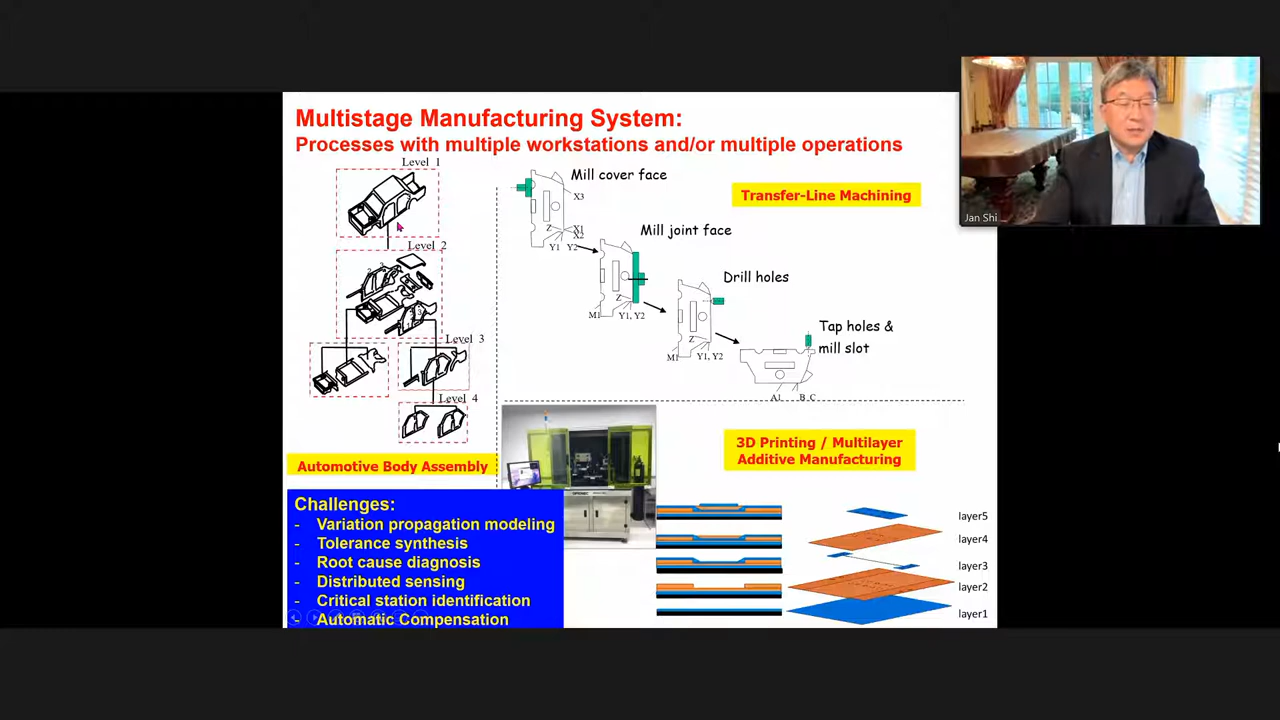 Multistage Manufacturing System:
Processes with multiple workstations and/or multiple operations
Level 1
Level 2
Level 3
Level 4
Automotive Body Assembly
Mill cover face
X3
Z
X1
X2
Y1 Y2
Mill joint face
Z
M1 Y1, Y2
Drill holes
Z
M1 Y1, Y2
Tap holes &
mill slot
A1 B C
Transfer-Line Machining
3D Printing / Multilayer
Additive Manufacturing
layer5
layer4
layer3
layer2
layer1
Challenges:
- Variation propagation modeling
- Tolerance synthesis
- Root cause diagnosis
- Distributed sensing
- Critical station identification
- Automatic Compensation
Jan Shi